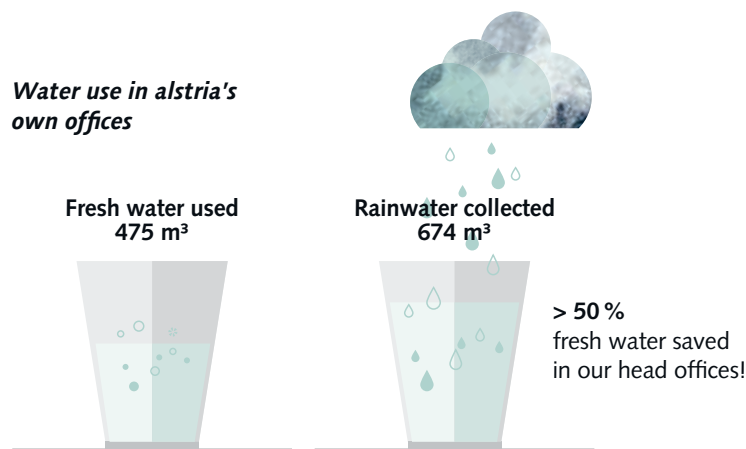 Water use in alstria's
own offices
Fresh water used
475 m³
Rainwater collected
674 m³
> 50 %
fresh water saved
in our head offices!